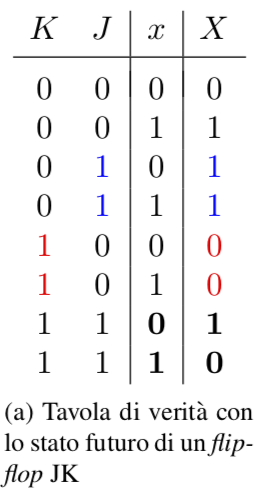 K J x X
0 0 0 0
0 0 1 1
0 1 0 1
0 1 1 1
1 0 0 0
1 0 1 0
1 1 0 1
1 1 1 0
(a) Tavola di verità con
lo stato futuro di un flip-
flop JK